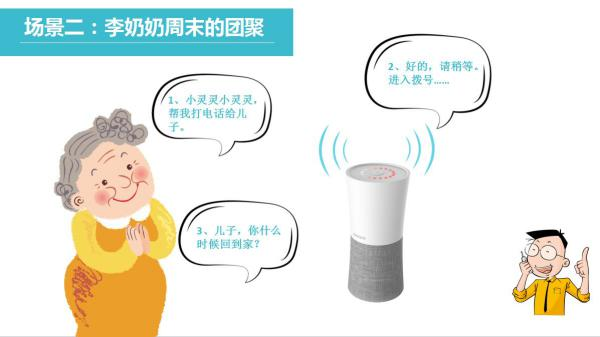 场景二：李奶奶周末的团聚
1、小灵灵小灵灵，
帮我打电话给儿
子。
2、好的，请稍等。
进入拨号……
3、儿子，你什么
时候回到家？